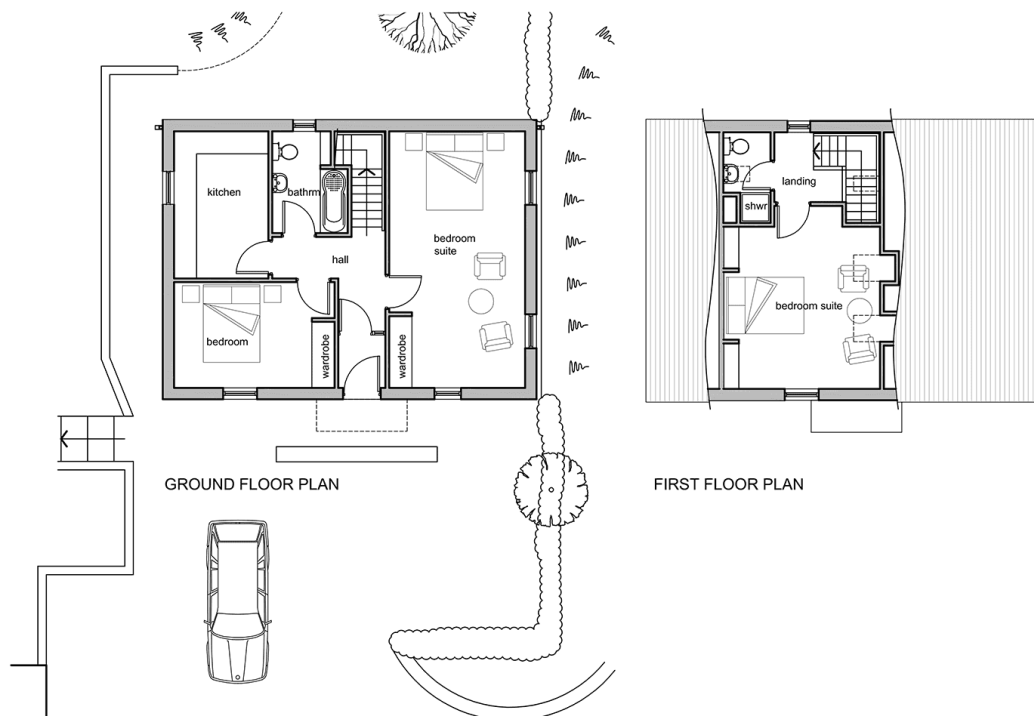 kitchen
bathrm
hall
bedroom
suite
bedroom
wardrobe
wardrobe
GROUND FLOOR PLAN
landing
shwr
bedroom suite
FIRST FLOOR PLAN